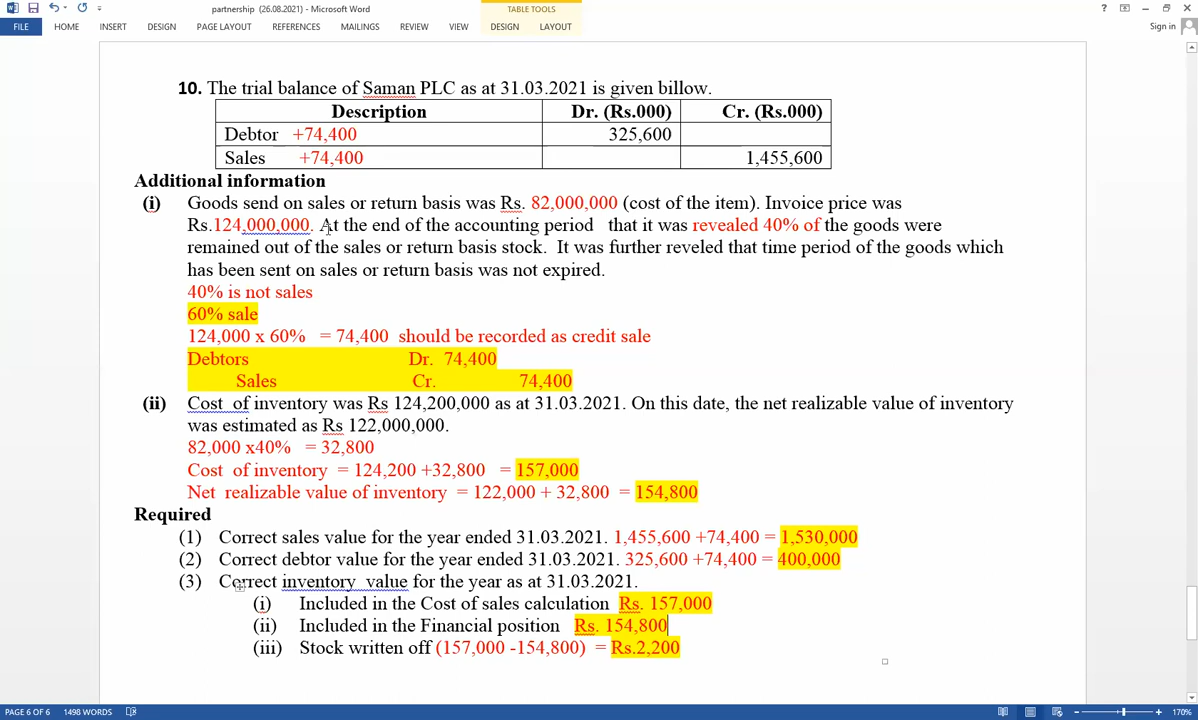 partnership (26.08.2021) - Microsoft Word
TABLE TOOLS
FILE HOME INSERT DESIGN PAGE LAYOUT REFERENCES MAILINGS REVIEW VIEW DESIGN LAYOUT
Sign in
10. The trial balance of Saman PLC as at 31.03.2021 is given billow.
Description Dr. (Rs.000) Cr. (Rs.000)
Debtor +74,400 325,600
Sales +74,400 1,455,600
Additional information
(i) Goods send on sales or return basis was Rs. 82,000,000 (cost of the item). Invoice price was
Rs.124,000,000. At the end of the accounting period that it was revealed 40% of the goods were
remained out of the sales or return basis stock. It was further reveled that time period of the goods which
has been sent on sales or return basis was not expired.
40% is not sales
60% sale
124,000 x 60% = 74,400 should be recorded as credit sale
Debtors Dr. 74,400
Sales Cr. 74,400
(ii) Cost of inventory was Rs 124,200,000 as at 31.03.2021. On this date, the net realizable value of inventory
was estimated as Rs 122,000,000.
82,000 x40% = 32,800
Cost of inventory = 124,200 +32,800 = 157,000
Net realizable value of inventory = 122,000 + 32,800 = 154,800
Required
(1) Correct sales value for the year ended 31.03.2021. 1,455,600 +74,400 = 1,530,000
(2) Correct debtor value for the year ended 31.03.2021. 325,600 +74,400 = 400,000
(3) Correct inventory value for the year as at 31.03.2021.
(i) Included in the Cost of sales calculation Rs. 157,000
(ii) Included in the Financial position Rs. 154,800
(iii) Stock written off (157,000 -154,800) = Rs.2,200
PAGE 6 OF 6 1498 WORDS 170%